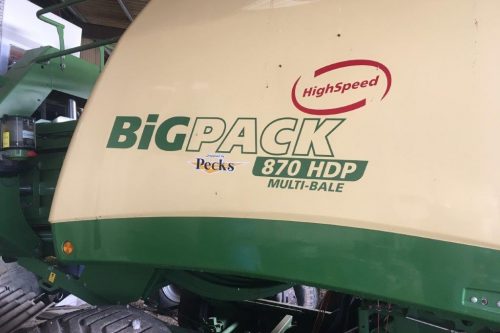 HighSpeed
BiGPACK
Pecks
870 HDP
MULTI-BALE